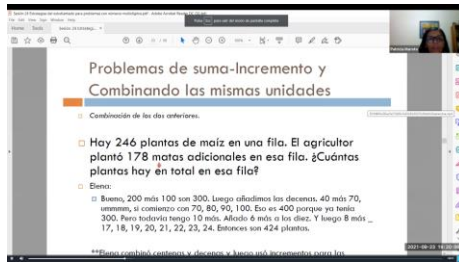 Home Tools
Problemas de suma-Incremento y
Combinando las mismas unidades
Combinación de los dos anteriores.
Hay 246 plantas de maíz en una fila. El agricultor
plantó 178 matas adicionales en esa fila. ¿Cuántas
plantas hay en total en esa fila?
Elena:
Bueno, 200 más 100 son 300. Luego añadimos las decenas. 40 más 70,
ummmm, si comienzo con 70, 80, 90, 100. Eso es 400 porque ya tenía
300. Pero todavía tengo 10 más. Añado 6 más a los diez. Y luego 8 más _
17, 18, 19, 20, 21, 22, 23, 24. Entonces son 424 plantas.
**Elena combinó centenas y decenas y luego usó incrementos para las